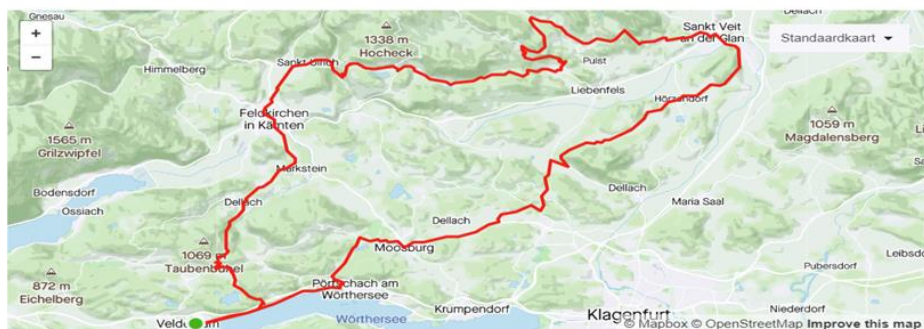 Gnesau
+
−
1338 m
Hocheck
Himmelberg
Sankt Ulrich
Pulst
Liebenfels
Sankt Veit
an der Glan
Dellach
Standaardkaart
Feldkirchen
in Kärnten
Hörzendorf
1059 m
Magdalensberg
1565 m
Grilzwipfel
Markstein
Bodensdorf
Ossiach
Dellach
Dellach
Dellach
Maria Saal
1069 m
Taubenbühel
Moosburg
872 m
Eichelberg
Pörtschach am
Wörthersee
Pubersdorf
Wörthersee
Krumpendorf
Klagenfurt
Niederdorf
© Mapbox © OpenStreetMap Improve this map